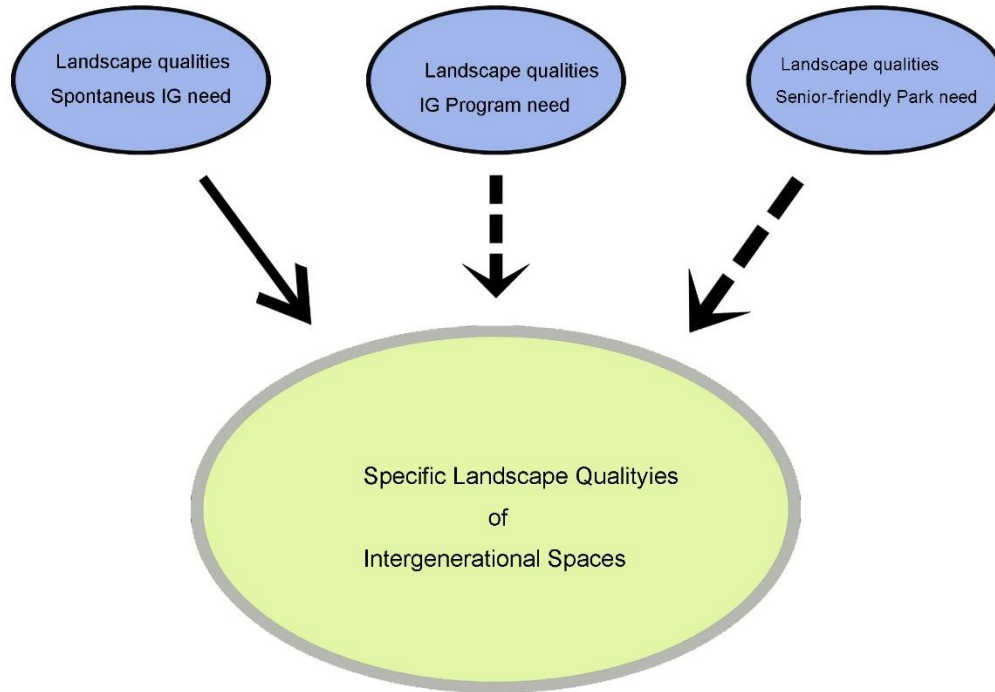 Landscape qualities
Spontaneus IG need
Landscape qualities
IG Program need
Landscape qualities
Senior-friendly Park need
Specific Landscape Qualityies
of
Intergenerational Spaces